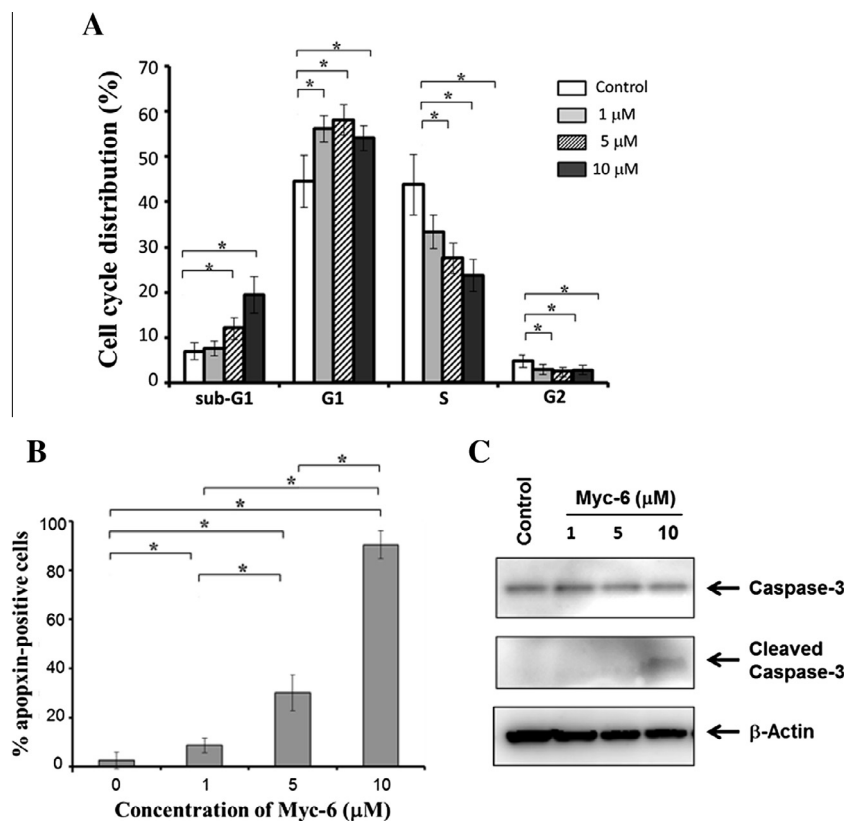 A
Cell cycle distribution (%)
70
60
50
40
30
20
10
0
sub-G1 G1 S G2
* * * * * * * * * * *
Control
1 μM
5 μM
10 μM
B
% apopxin-positive cells
100
80
60
40
20
0
0 1 5 10
Concentration of Myc-6 (μM)
* * * * * *
C
Control
Myc-6 (μM)
1 5 10
Caspase-3
Cleaved
Caspase-3
β-Actin